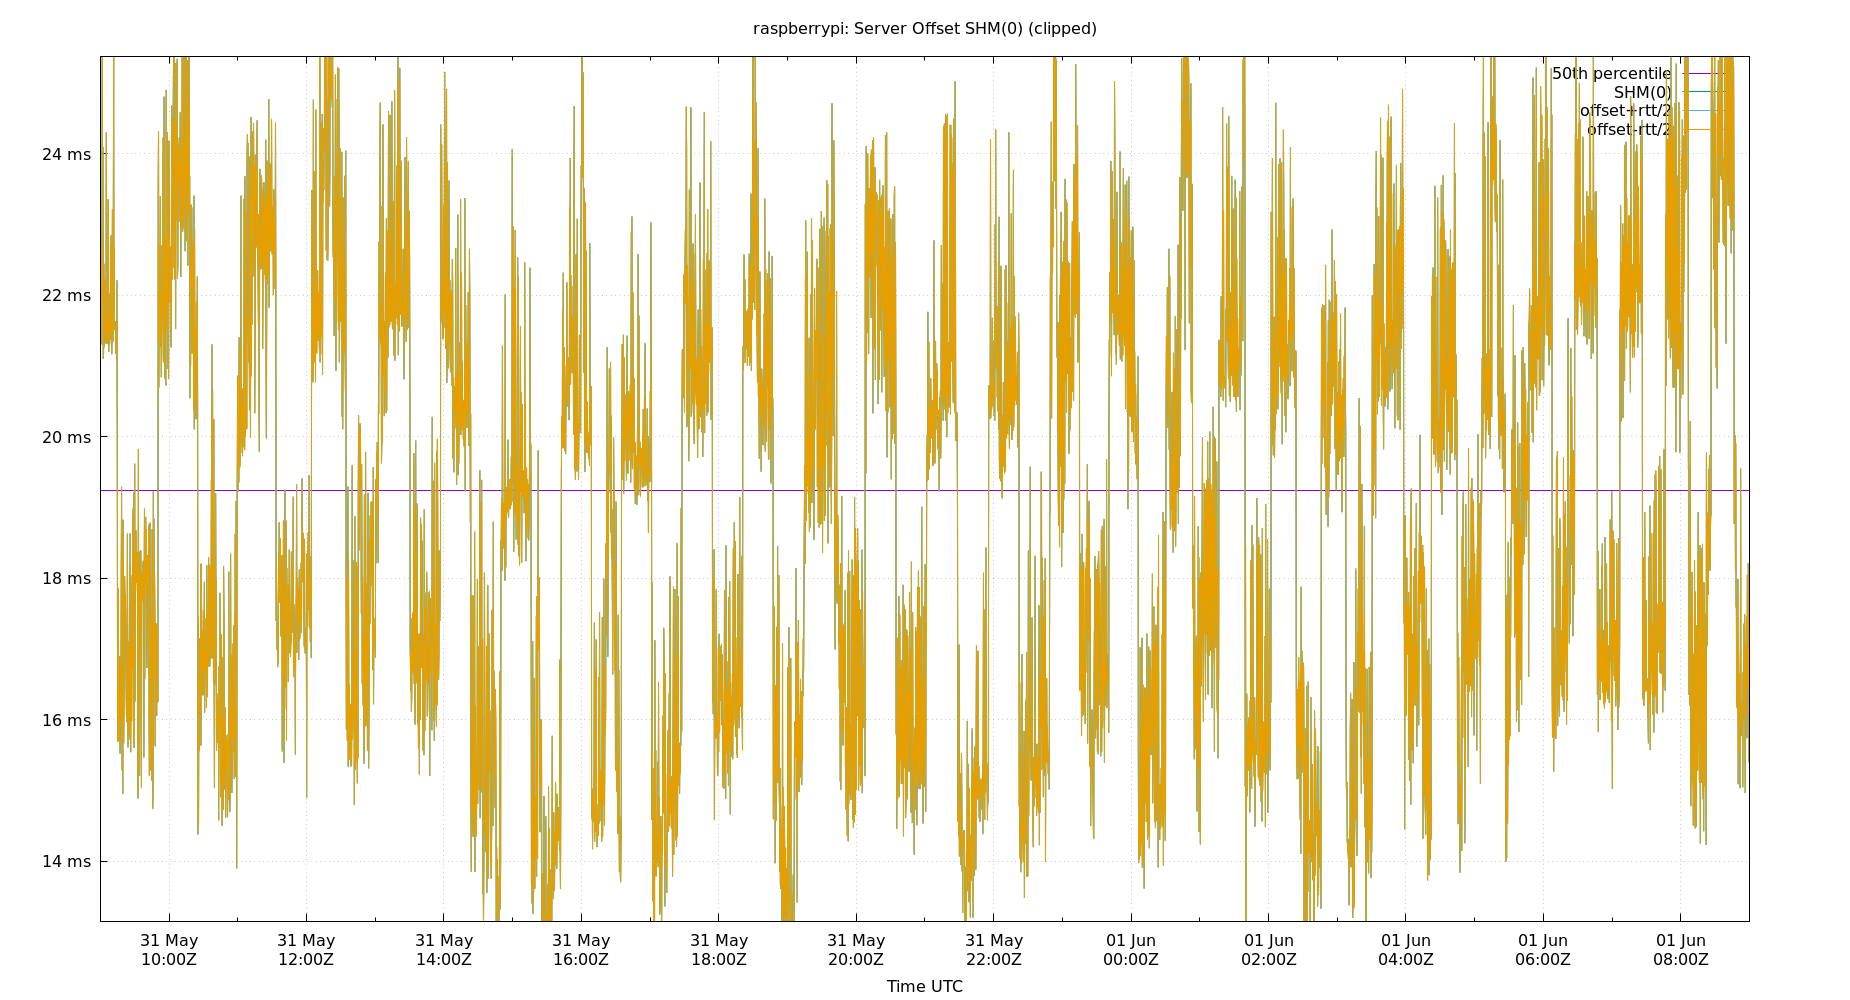 raspberrypi: Server Offset SHM(0) (clipped)
50th percentile
SHM(0)
offset+rtt/2
offset-rtt/2
24 ms
22 ms
20 ms
18 ms
16 ms
14 ms
31 May 31 May 31 May 31 May 31 May 31 May 31 May 01 Jun 01 Jun 01 Jun 01 Jun 01 Jun
10:00Z 12:00Z 14:00Z 16:00Z 18:00Z 20:00Z 22:00Z 00:00Z 02:00Z 04:00Z 06:00Z 08:00Z
Time UTC